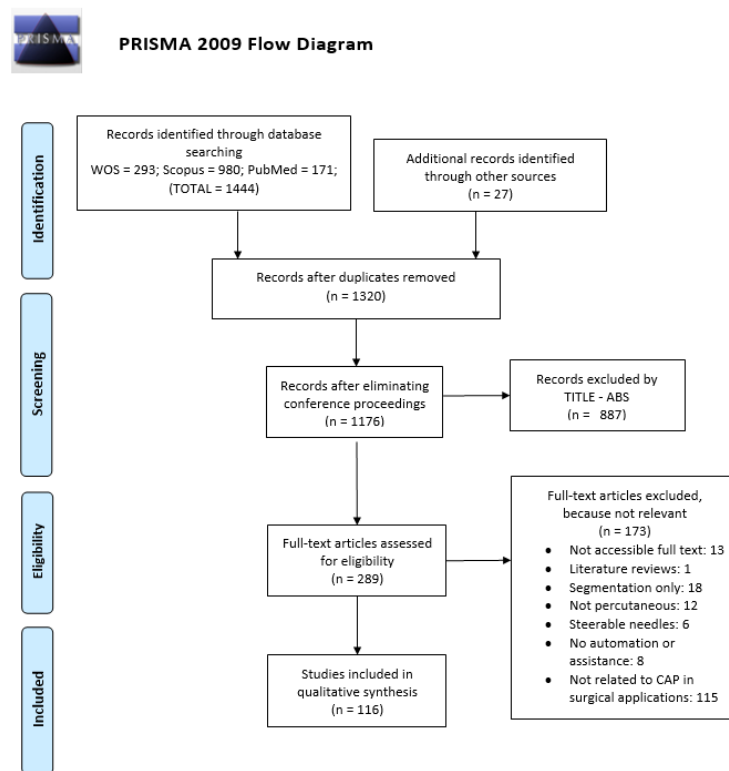 PRISMA
PRISMA 2009 Flow Diagram
Identification
Records identified through database
searching
WOS = 293; Scopus = 980; PubMed = 171;
(TOTAL = 1444)
Additional records identified
through other sources
(n = 27)
Records after duplicates removed
(n = 1320)
Screening
Records after eliminating
conference proceedings
(n = 1176)
Records excluded by
TITLE - ABS
(n = 887)
Eligibility
Full-text articles assessed
for eligibility
(n = 289)
Full-text articles excluded,
because not relevant
(n = 173)
• Not accessible full text: 13
• Literature reviews: 1
• Segmentation only: 18
• Not percutaneous: 12
• Steerable needles: 6
• No automation or
assistance: 8
• Not related to CAP in
surgical applications: 115
Included
Studies included in
qualitative synthesis
(n = 116)